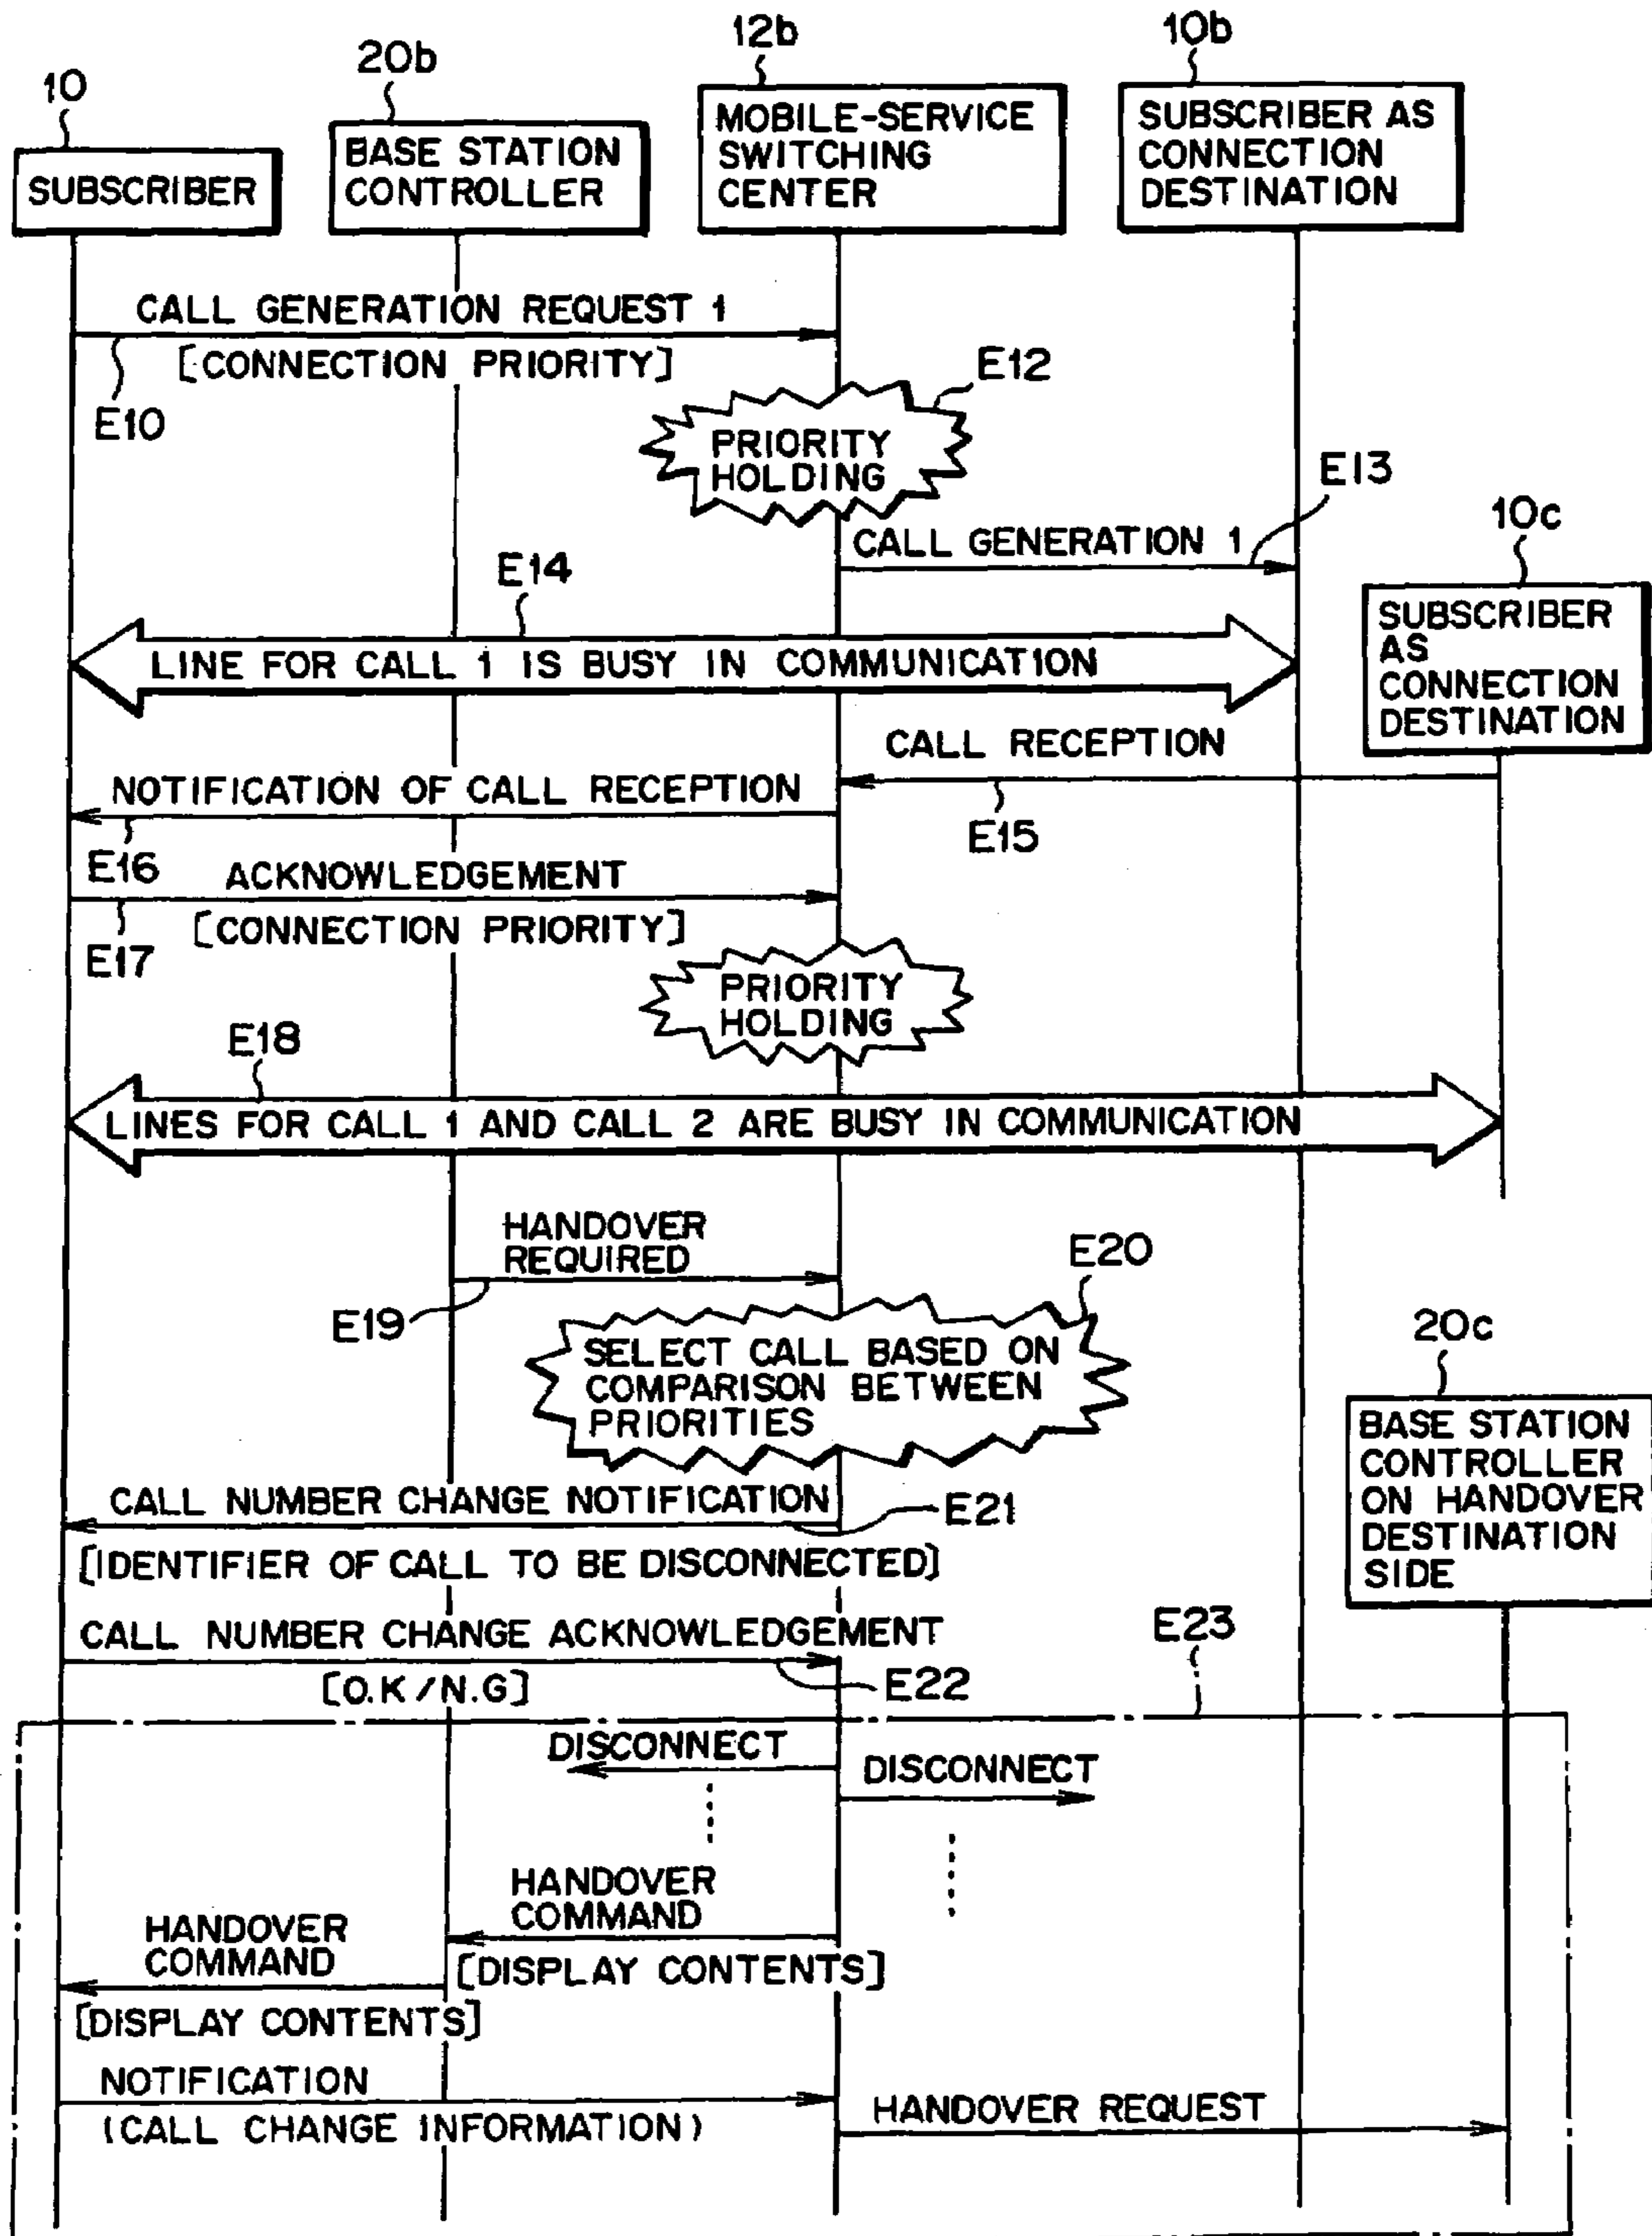 10
20b
12b
10b
SUBSCRIBER
BASE STATION
CONTROLLER
MOBILE-SERVICE
SWITCHING
CENTER
SUBSCRIBER AS
CONNECTION
DESTINATION
CALL GENERATION REQUEST 1
[CONNECTION PRIORITY]
E10
E12
PRIORITY
HOLDING
E13
CALL GENERATION 1
10c
SUBSCRIBER
AS
CONNECTION
DESTINATION
E14
LINE FOR CALL 1 IS BUSY IN COMMUNICATION
CALL RECEPTION
E15
NOTIFICATION OF CALL RECEPTION
E16
ACKNOWLEDGEMENT
[CONNECTION PRIORITY]
E17
PRIORITY
HOLDING
E18
LINES FOR CALL 1 AND CALL 2 ARE BUSY IN COMMUNICATION
HANDOVER
REQUIRED
E19
E20
SELECT CALL BASED ON
COMPARISON BETWEEN
PRIORITIES
20c
BASE STATION
CONTROLLER
ON HANDOVER
DESTINATION
SIDE
CALL NUMBER CHANGE NOTIFICATION
E21
[IDENTIFIER OF CALL TO BE DISCONNECTED]
CALL NUMBER CHANGE ACKNOWLEDGEMENT
[O.K/N.G]
E22
E23
DISCONNECT
DISCONNECT
HANDOVER
COMMAND
[DISPLAY CONTENTS]
HANDOVER
COMMAND
[DISPLAY CONTENTS]
NOTIFICATION
(CALL CHANGE INFORMATION)
HANDOVER REQUEST